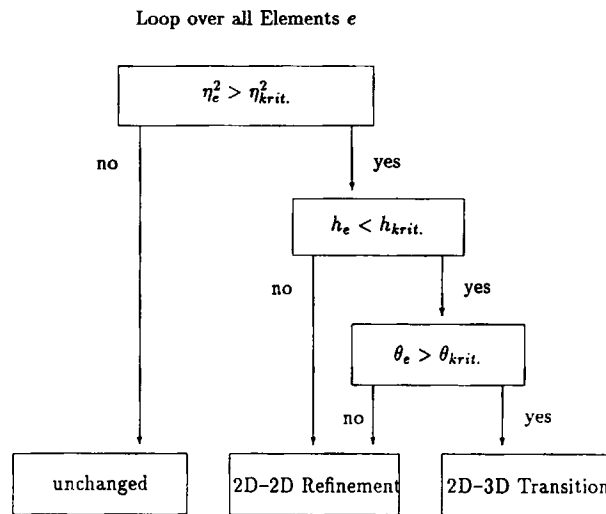 Loop over all Elements e
η_e^2 > η_krit.^2
no
yes
h_e < h_krit.
no
yes
θ_e > θ_krit.
no
yes
unchanged
2D–2D Refinement
2D–3D Transition